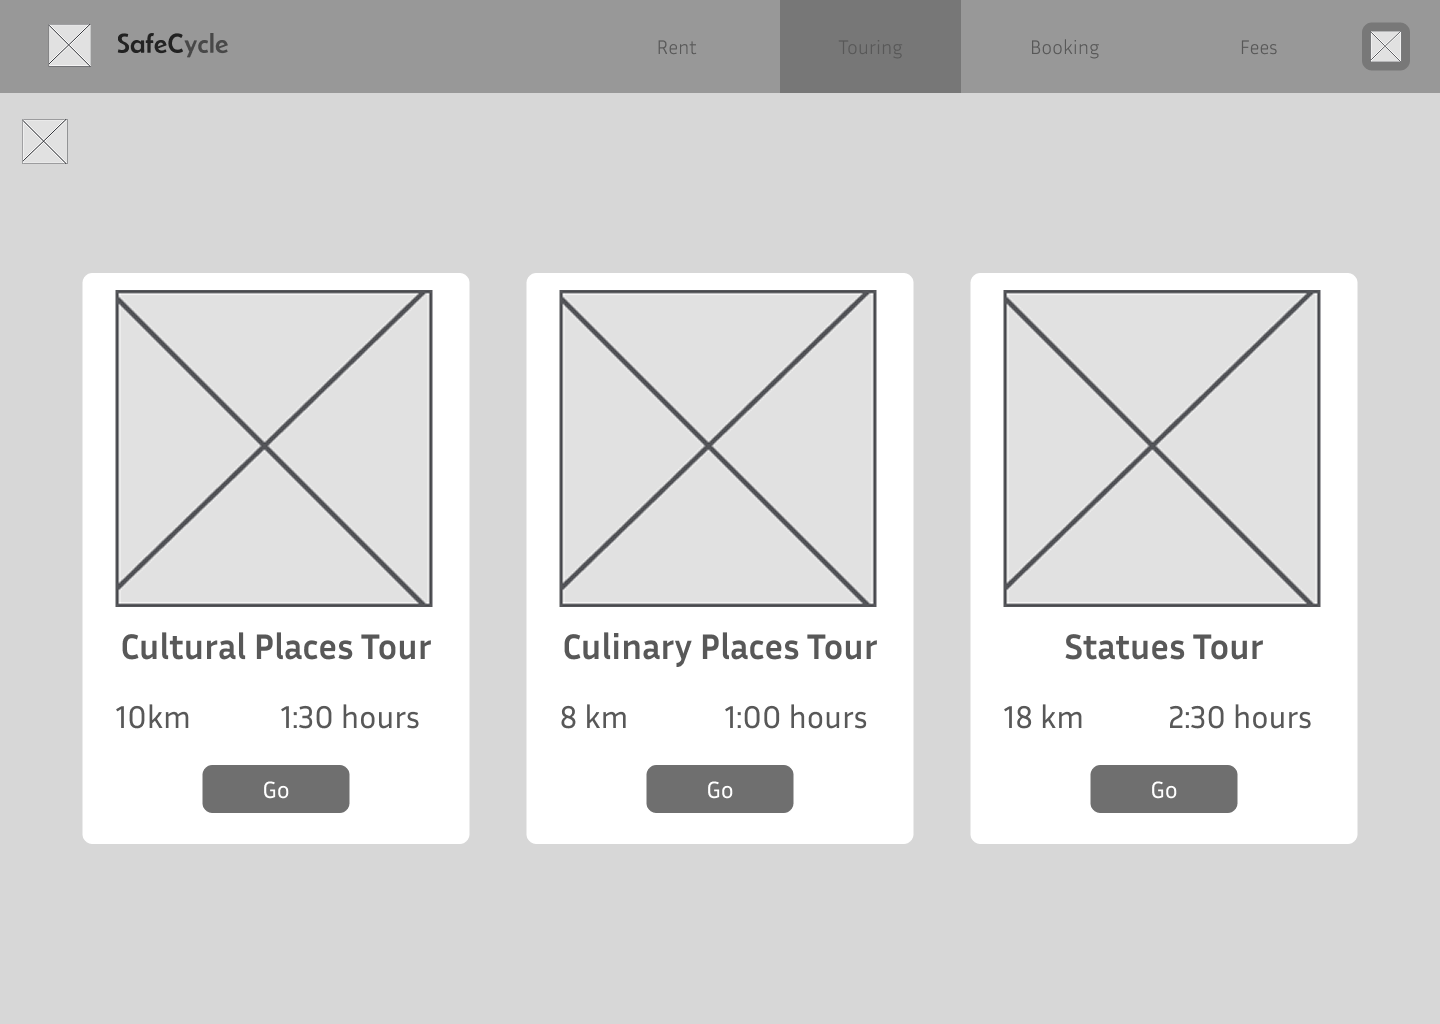 SafeCycle
Rent
Touring
Booking
Fees
Cultural Places Tour
10km 1:30 hours
Go
Culinary Places Tour
8 km 1:00 hours
Go
Statues Tour
18 km 2:30 hours
Go